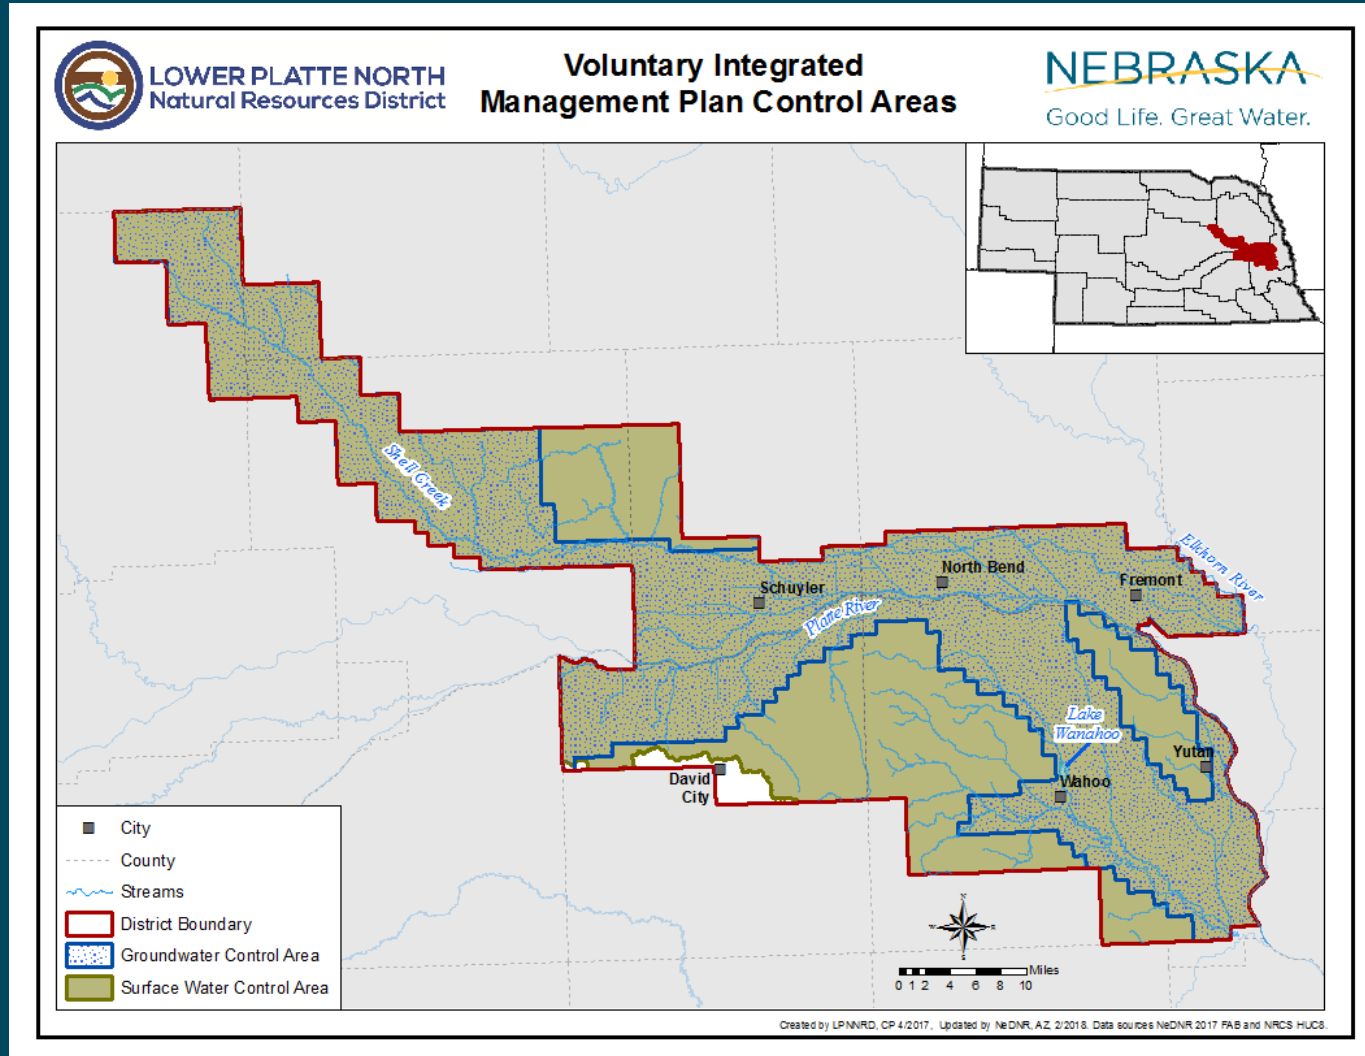 LOWER PLATTE NORTH
Natural Resources District
Voluntary Integrated
Management Plan Control Areas
NEBRASKA
Good Life. Great Water.
Shell Creek
Elkhorn River
North Bend
Fremont
Schuyler
Platte River
Lake
Wanahoo
Yutan
David
City
Wahoo
City
County
Streams
District Boundary
Groundwater Control Area
Surface Water Control Area
N
W
E
S
Miles
0 1 2 4 6 8 10
Created by LPNNRD, CP 4/2017, Updated by NeDNR, AZ, 2/2018. Data sources NeDNR 2017 FAB and NRCS HUC8.